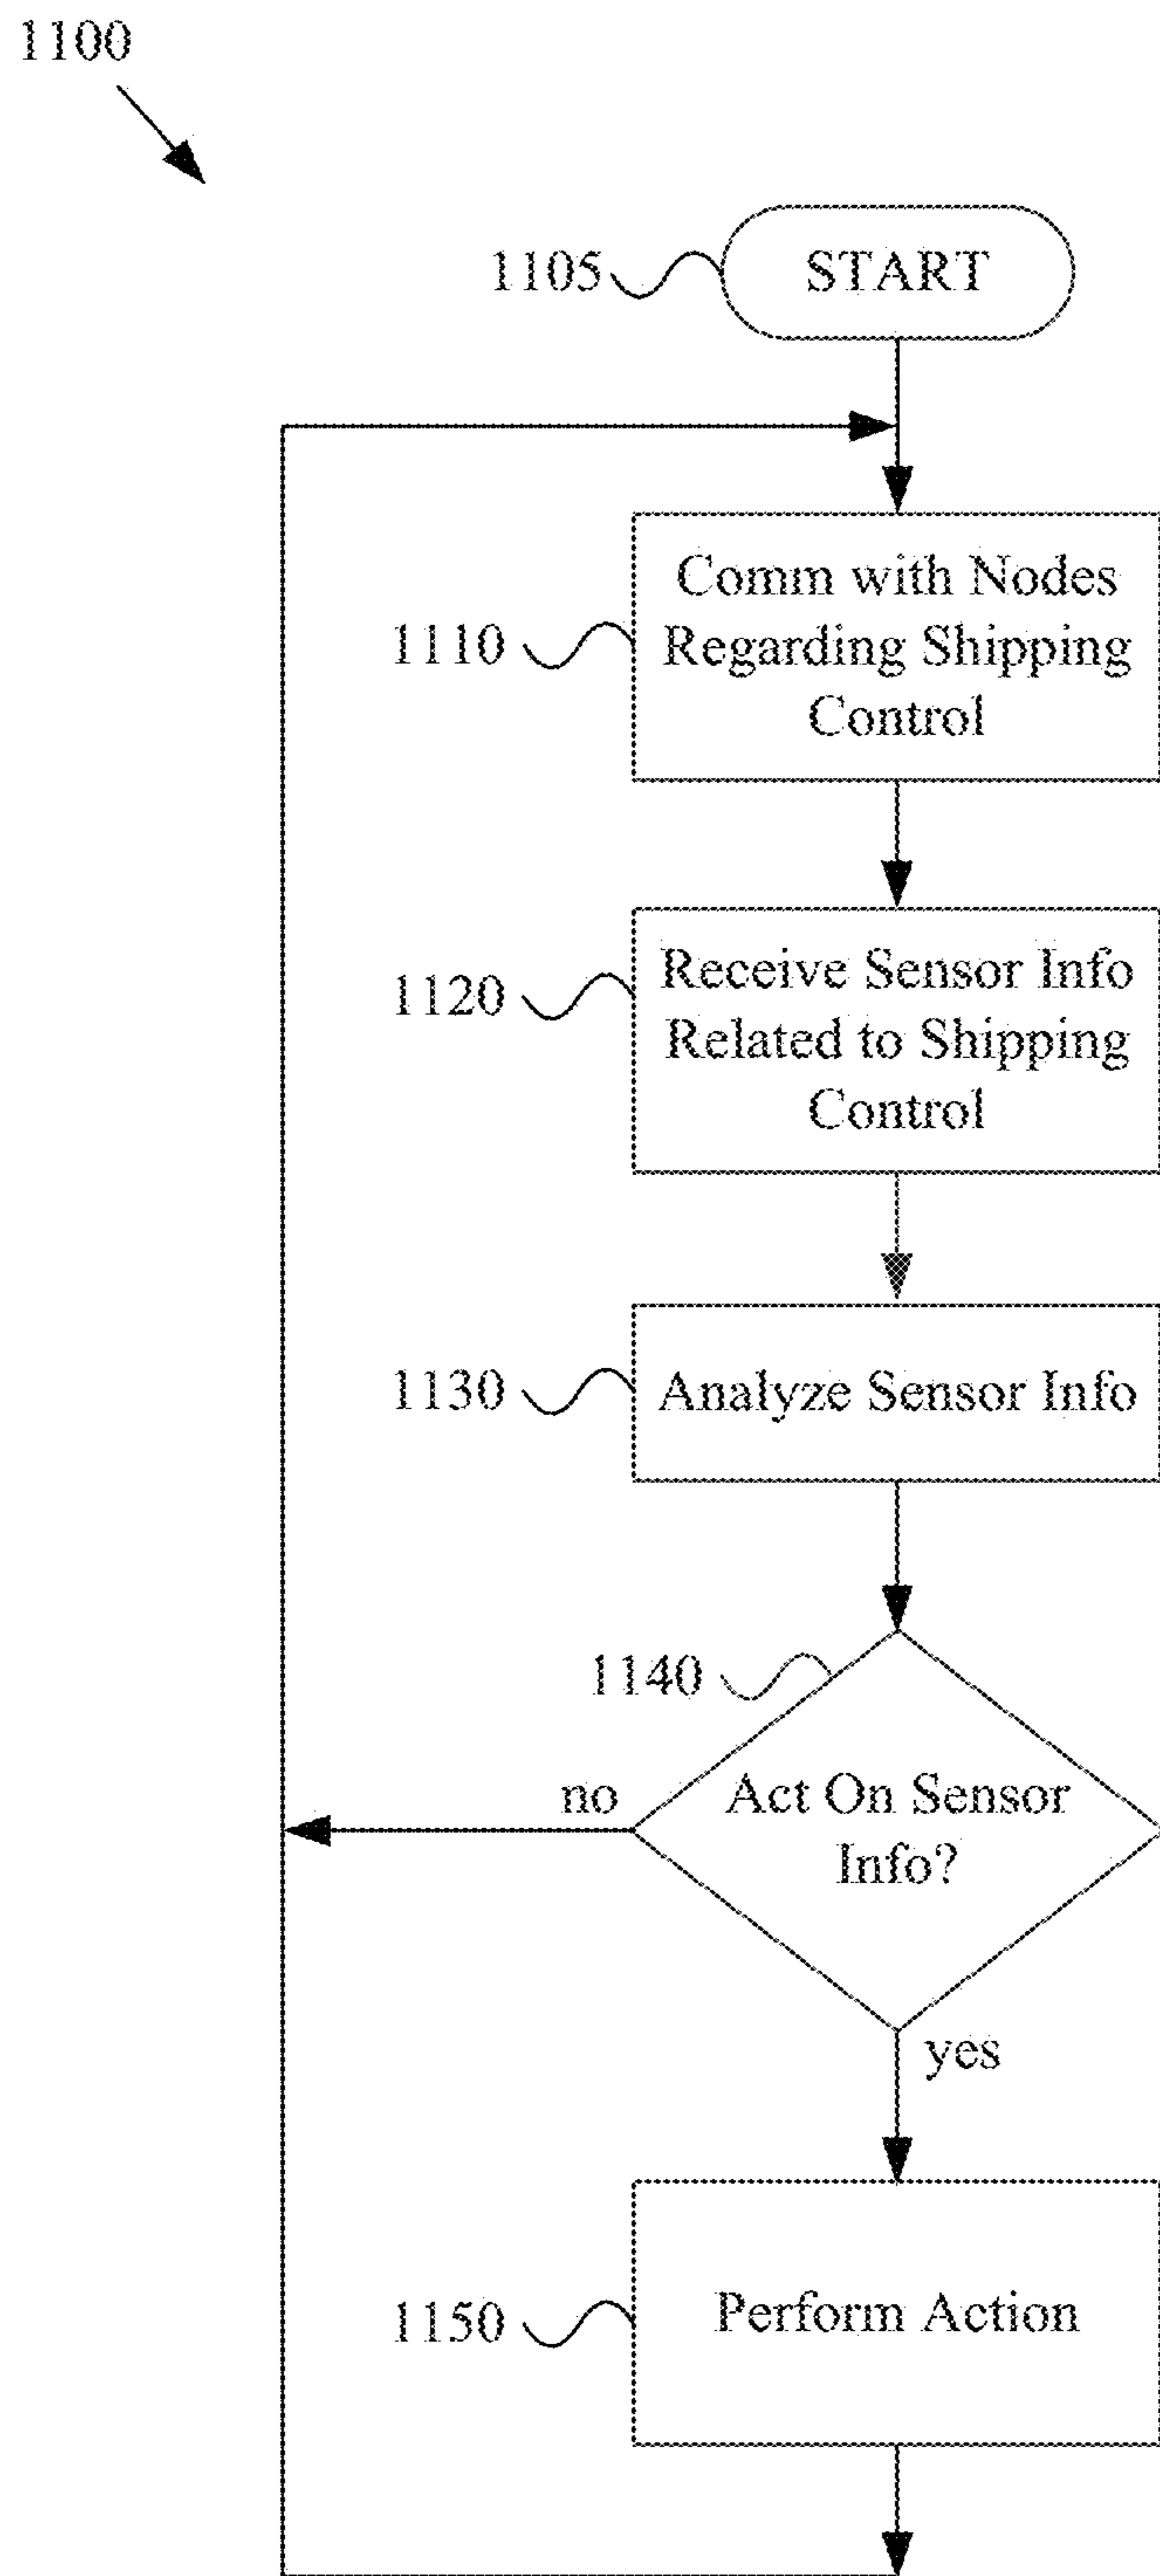 1100
1105
START
1110
Comm with Nodes
Regarding Shipping
Control
1120
Receive Sensor Info
Related to Shipping
Control
1130
Analyze Sensor Info
1140
no
Act On Sensor
Info?
yes
1150
Perform Action